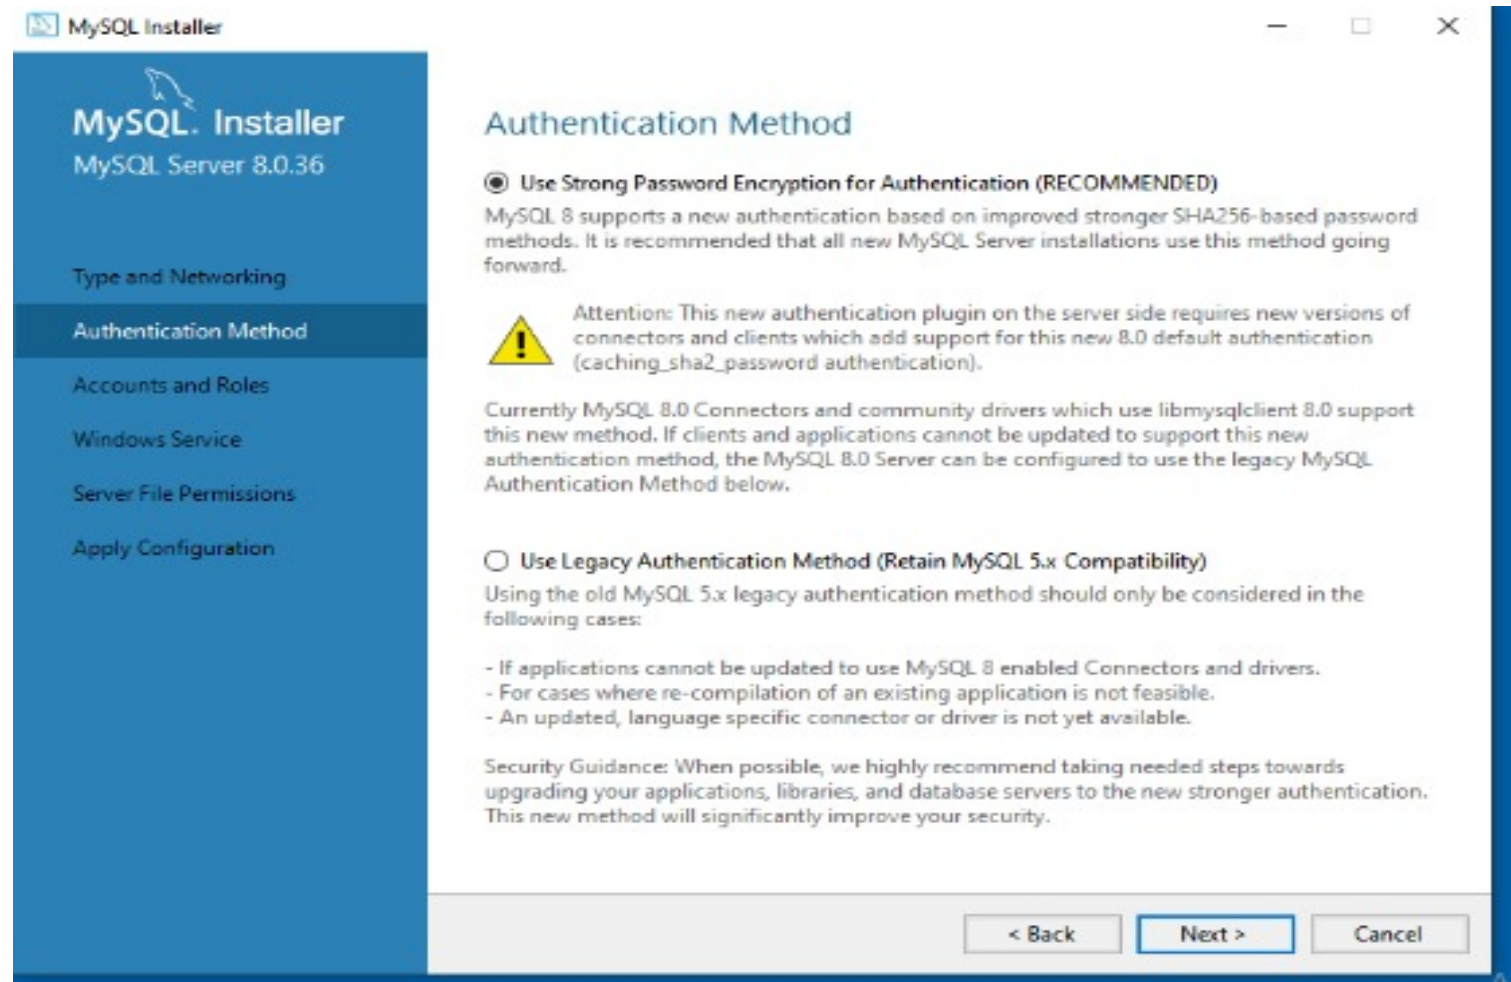 MySQL Installer
MySQL. Installer
MySQL Server 8.0.36
Type and Networking
Authentication Method
Accounts and Roles
Windows Service
Server File Permissions
Apply Configuration
Authentication Method
Use Strong Password Encryption for Authentication (RECOMMENDED)
MySQL 8 supports a new authentication based on improved stronger SHA256-based password
methods. It is recommended that all new MySQL Server installations use this method going
forward.
Attention: This new authentication plugin on the server side requires new versions of
connectors and clients which add support for this new 8.0 default authentication
(caching_sha2_password authentication).
Currently MySQL 8.0 Connectors and community drivers which use libmysqlclient 8.0 support
this new method. If clients and applications cannot be updated to support this new
authentication method, the MySQL 8.0 Server can be configured to use the legacy MySQL
Authentication Method below.
Use Legacy Authentication Method (Retain MySQL 5.x Compatibility)
Using the old MySQL 5.x legacy authentication method should only be considered in the
following cases:
- If applications cannot be updated to use MySQL 8 enabled Connectors and drivers.
- For cases where re-compilation of an existing application is not feasible.
- An updated, language specific connector or driver is not yet available.
Security Guidance: When possible, we highly recommend taking needed steps towards
upgrading your applications, libraries, and database servers to the new stronger authentication.
This new method will significantly improve your security.
< Back
Next >
Cancel